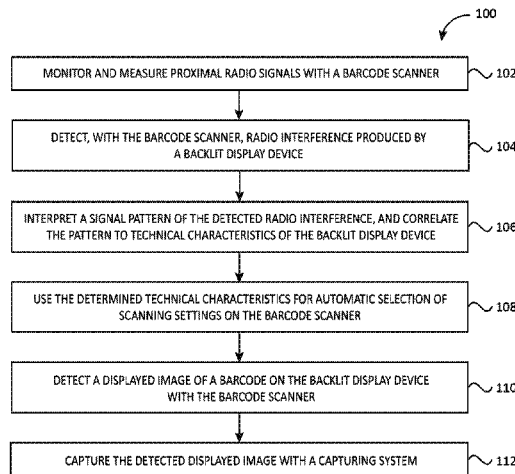 100
MONITOR AND MEASURE PROXIMAL RADIO SIGNALS WITH A BARCODE SCANNER
102
DETECT, WITH THE BARCODE SCANNER, RADIO INTERFERENCE PRODUCED BY
A BACKLIT DISPLAY DEVICE
104
INTERPRET A SIGNAL PATTERN OF THE DETECTED RADIO INTERFERENCE, AND CORRELATE
THE PATTERN TO TECHNICAL CHARACTERISTICS OF THE BACKLIT DISPLAY DEVICE
106
USE THE DETERMINED TECHNICAL CHARACTERISTICS FOR AUTOMATIC SELECTION OF
SCANNING SETTINGS ON THE BARCODE SCANNER
108
DETECT A DISPLAYED IMAGE OF A BARCODE ON THE BACKLIT DISPLAY DEVICE
WITH THE BARCODE SCANNER
110
CAPTURE THE DETECTED DISPLAYED IMAGE WITH A CAPTURING SYSTEM
112